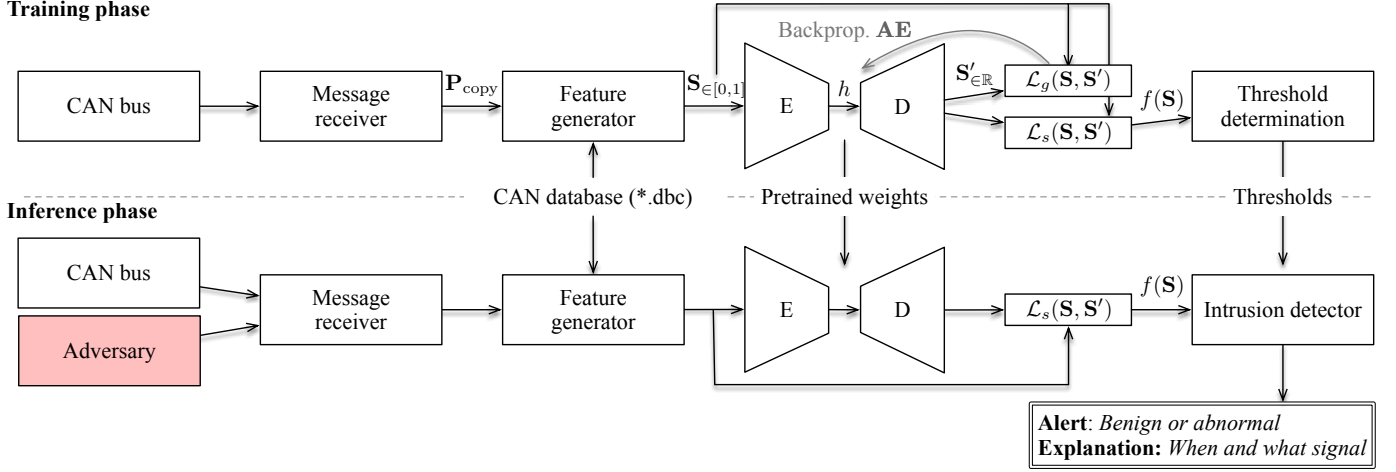 Training phase
Backprop. AE
CAN bus
Message
receiver
P_copy
Feature
generator
S_∈[0,1]
E
h
D
S′_∈ℝ
ℒ_g(S, S′)
ℒ_s(S, S′)
f(S)
Threshold
determination
CAN database (*.dbc)
Pretrained weights
Thresholds
Inference phase
CAN bus
Adversary
Message
receiver
Feature
generator
E
D
ℒ_s(S, S′)
f(S)
Intrusion detector
Alert: Benign or abnormal
Explanation: When and what signal